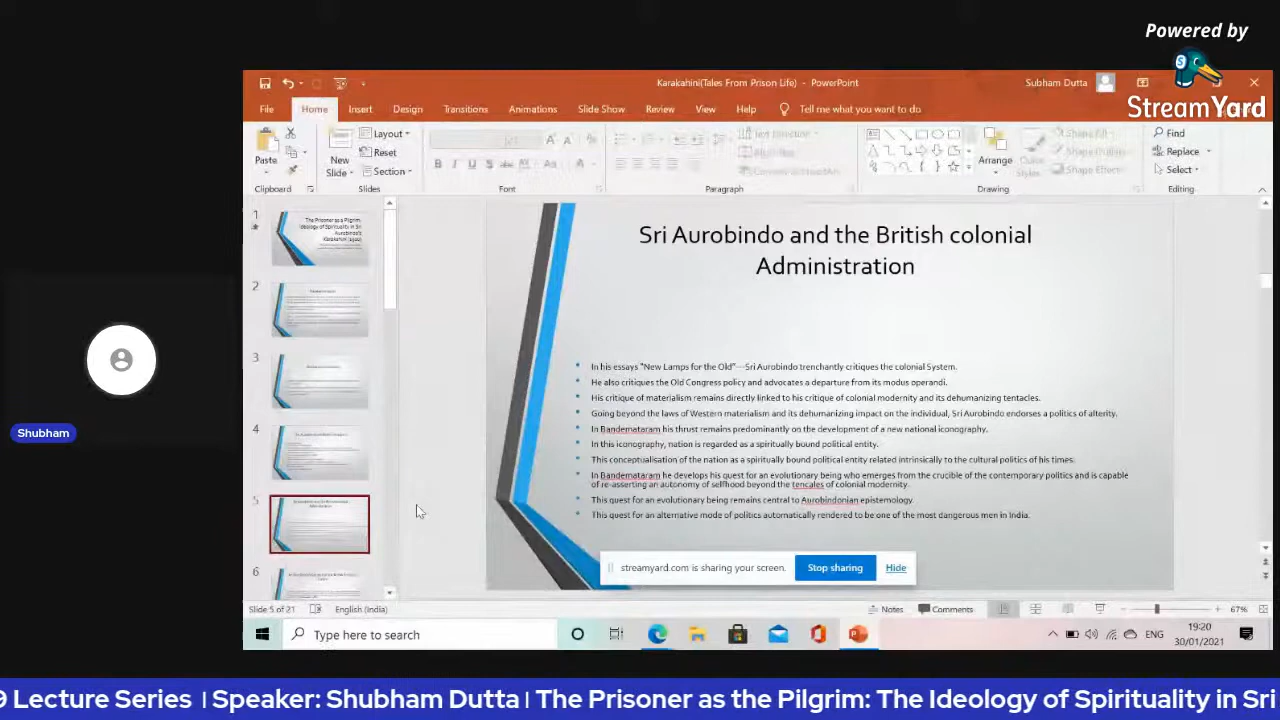 Powered by
StreamYard
Karakahini(Tales From Prison Life) - PowerPoint
Subham Dutta
File Home Insert Design Transitions Animations Slide Show Review View Help Tell me what you want to do
Paste
New
Slide
Layout
Reset
Section
Arrange
Shape Effects
Find
Replace
Select
Clipboard Slides Font Paragraph Drawing Editing
1
2
3
4
5
6
Sri Aurobindo and the British colonial
Administration
In his essays "New Lamps for the Old"—Sri Aurobindo trenchantly critiques the colonial System.
He also critiques the Old Congress policy and advocates a departure from its modus operandi.
His critique of materialism remains directly linked to his critique of colonial modernity and its dehumanizing tentacles.
Going beyond the laws of Western materialism and its dehumanizing impact on the individual, Sri Aurobindo endorses a politics of alterity.
In Bandemataram his thrust remains predominantly on the development of a new national iconography.
In this iconography, nation is regarded as a spiritually bound political entity.
This conceptualisation of the nation as a spiritually bound political entity related intrinsically to the cultural politics of his times.
In Bandemataram he develops his quest for an evolutionary being who emerges from the crucible of the contemporary politics and is capable
of re-asserting an autonomy of selfhood beyond the tencales of colonial modernity.
This quest for an evolutionary being remains central to Aurobindonian epistemology.
This quest for an alternative mode of politics automatically rendered to be one of the most dangerous men in India.
streamyard.com is sharing your screen. Stop sharing Hide
Shubham
Slide 5 of 21 English (India) Notes Comments 67%
Type here to search
ENG
19:20
30/01/2021
9 Lecture Series | Speaker: Shubham Dutta | The Prisoner as the Pilgrim: The Ideology of Spirituality in Sri